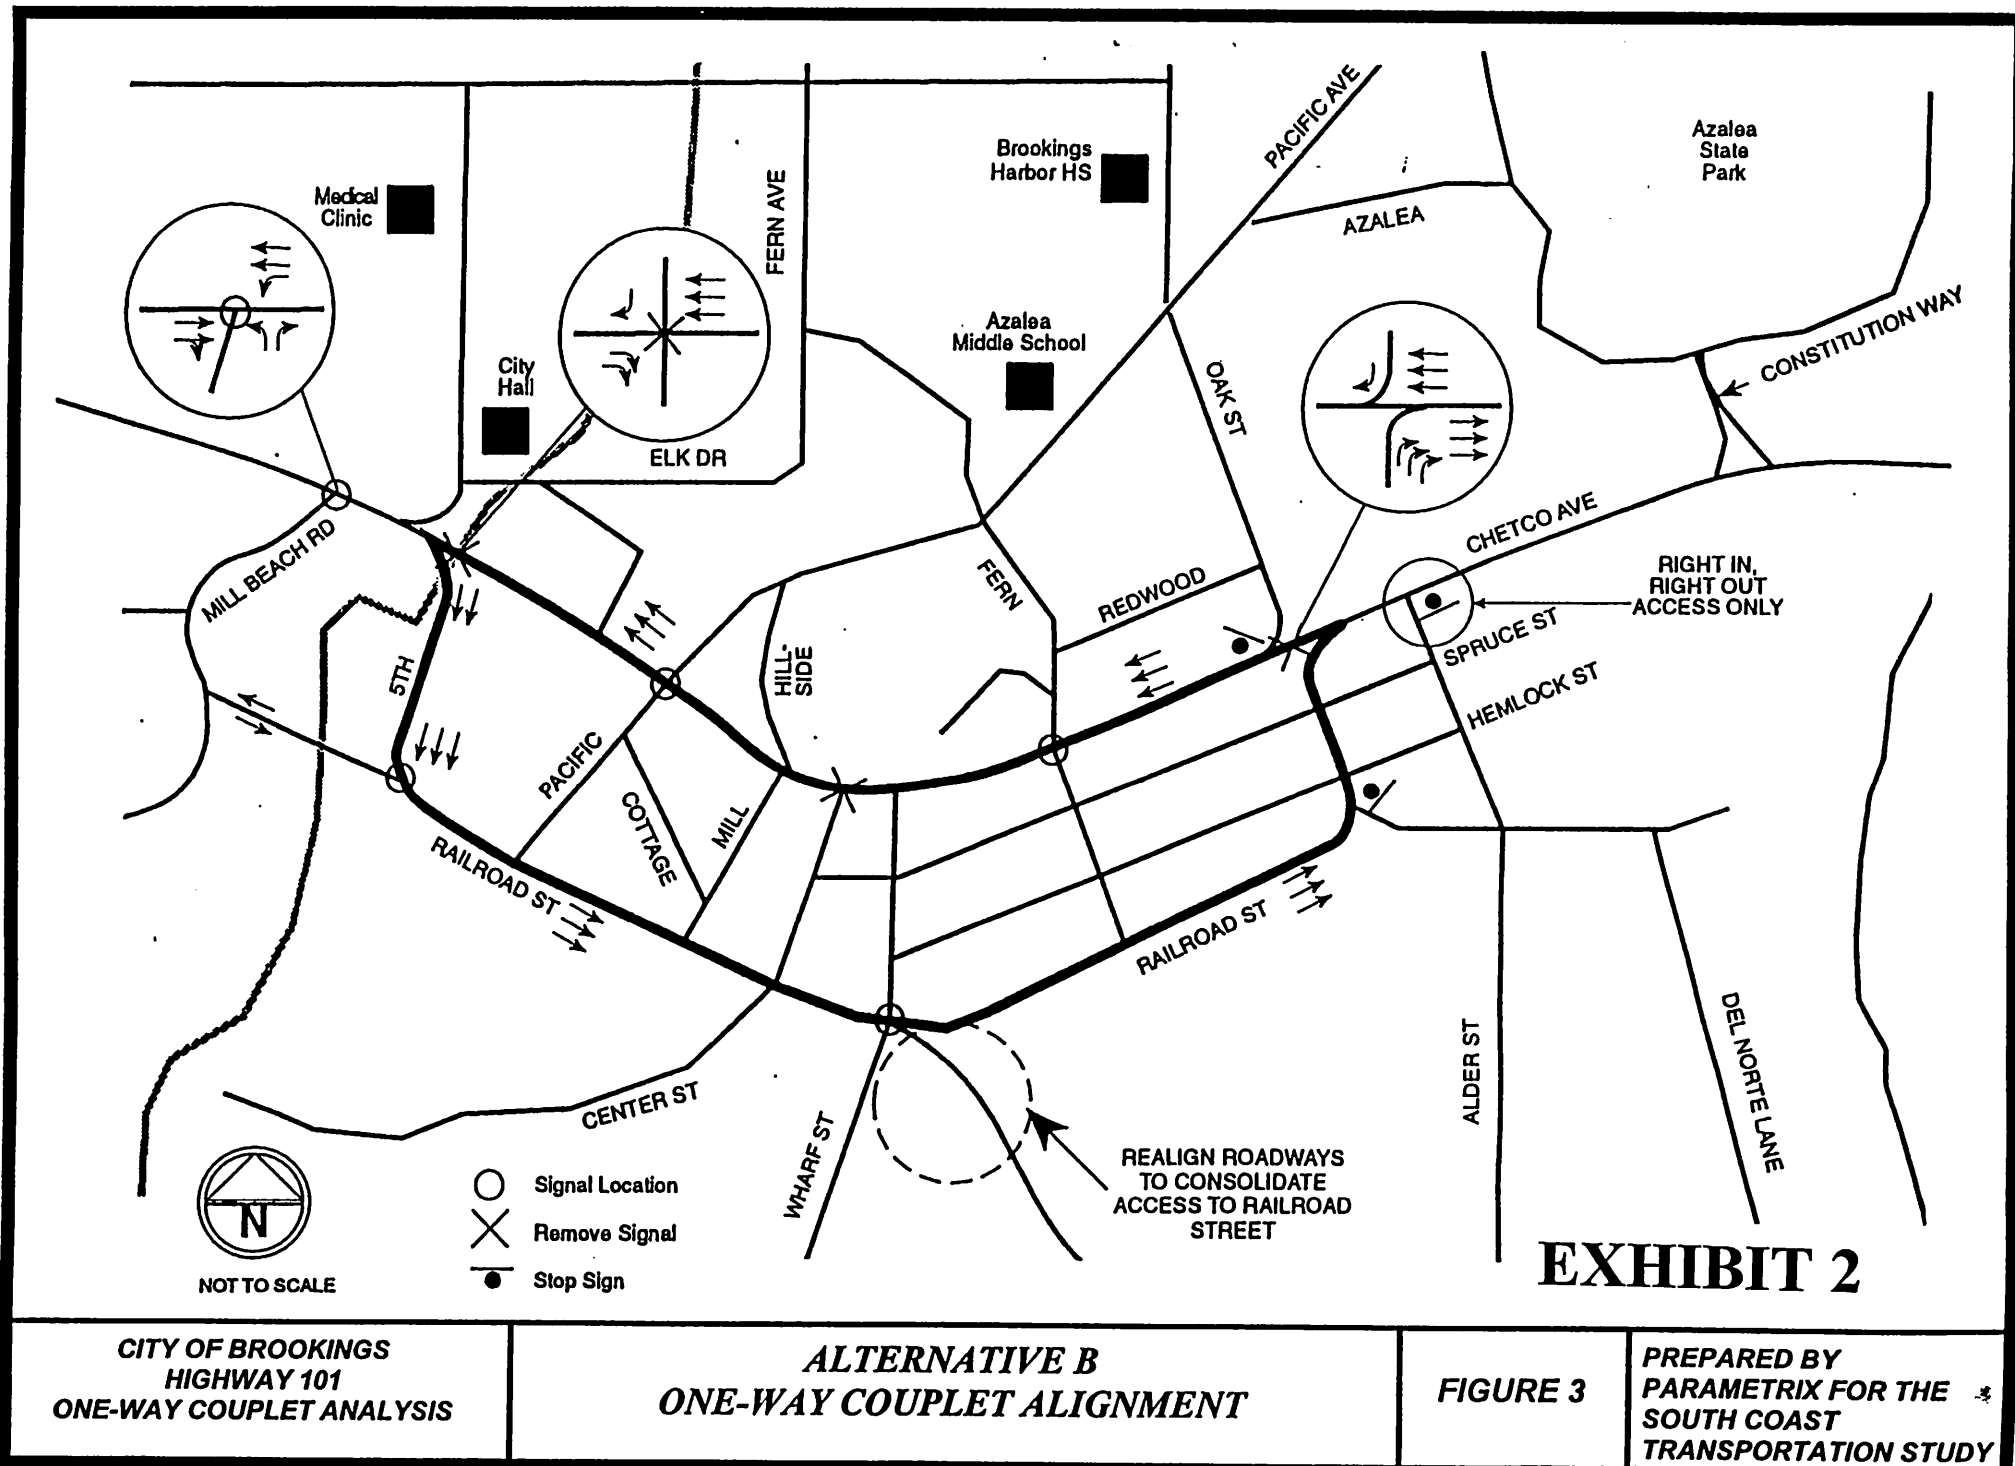 PACIFIC AVE
Brookings
Harbor HS
Azalea
State
Park
Medical
Clinic
FERN AVE
AZALEA
CONSTITUTION WAY
Azalea
Middle School
City
Hall
OAK ST
ELK DR
CHETCO AVE
MILL BEACH RD
RIGHT IN,
RIGHT OUT
ACCESS ONLY
FERN
REDWOOD
SPRUCE ST
HILL-
SIDE
5TH
HEMLOCK ST
PACIFIC
COTTAGE
MILL
RAILROAD ST
RAILROAD ST
CENTER ST
WHARF ST
ALDER ST
DEL NORTE LANE
REALIGN ROADWAYS
TO CONSOLIDATE
ACCESS TO RAILROAD
STREET
N
NOT TO SCALE
Signal Location
Remove Signal
Stop Sign
EXHIBIT 2
CITY OF BROOKINGS
HIGHWAY 101
ONE-WAY COUPLET ANALYSIS
ALTERNATIVE B
ONE-WAY COUPLET ALIGNMENT
FIGURE 3
PREPARED BY
PARAMETRIX FOR THE
SOUTH COAST
TRANSPORTATION STUDY